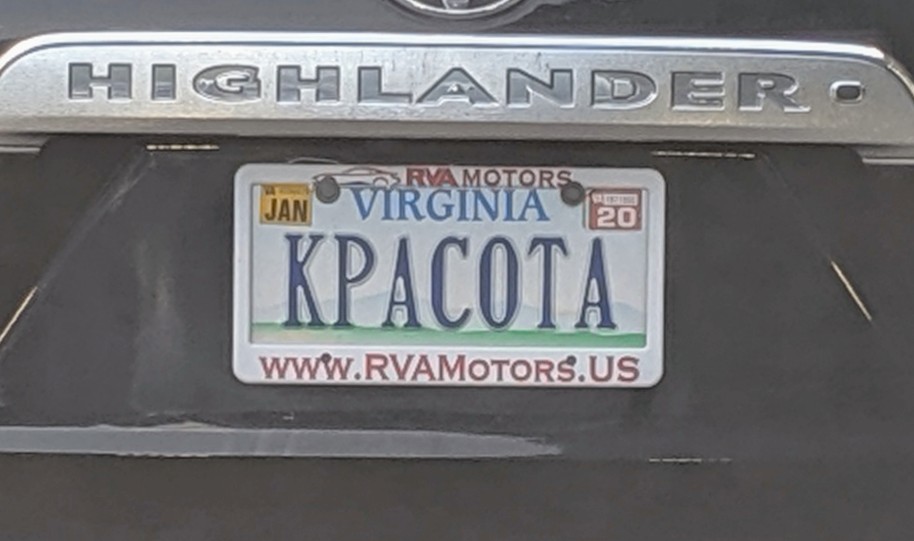 HIGHLANDER
RVA MOTORS
JAN
VIRGINIA
20
KPACOTA
WWW.RVAMOTORS.US